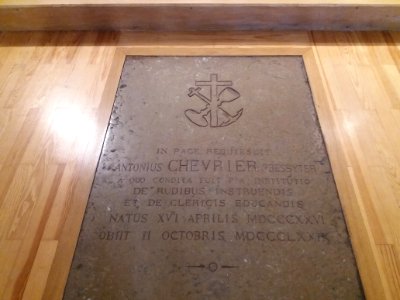 IN PACE REQUIESCIT
ANTONIUS CHEVRIER PRESBYTER
QUO CONDITA FUIT PIA INSTITUTIO
DE RUDIBUS INSTRUENDIS
ET DE CLERICIS EDUCANDIS
NATUS XVI APRILIS MDCCCXXVI
OBIIT II OCTOBRIS MDCCCLXXIX